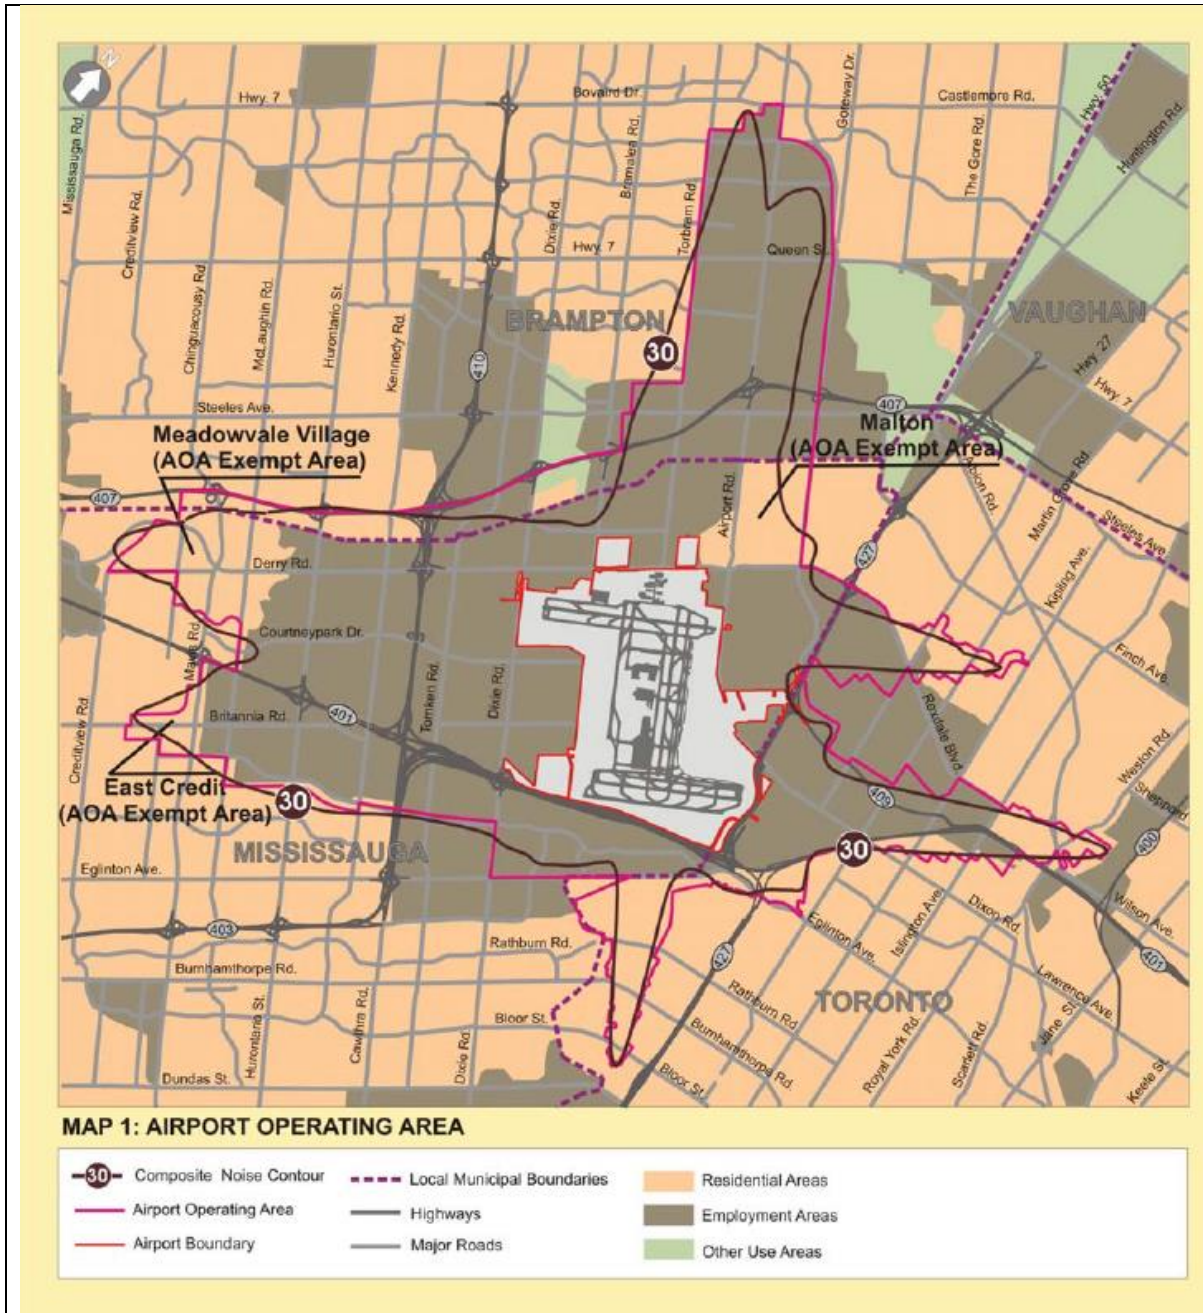 N
Hwy. 7
Bovaird Dr.
Goreway Dr.
Castlemore Rd.
Hwy. 50
Huntington Rd.
Mississauga Rd.
Creditview Rd.
Bramalea Rd.
The Gore Rd.
Dixie Rd.
Torbram Rd
Hwy. 7
Queen St.
Chinguacousy Rd
McLaughin Rd.
Hurontario St.
Kennedy Rd.
BRAMPTON
VAUGHAN
30
410
Hwy. 27
Hwy. 7
Steeles Ave.
407
Meadowvale Village
(AOA Exempt Area)
Malton
(AOA Exempt Area)
407
Airport Rd.
Albion Rd.
Martin Grove Rd.
Steeles Ave.
427
Kipling Ave.
Derry Rd.
Courtneypark Dr.
Finch Ave.
Mavis Rd.
Creditview Rd.
Britannia Rd.
401
Tomken Rd.
Dixie Rd.
Rexdale Blvd.
Weston Rd.
Sheppard
East Credit
(AOA Exempt Area)
30
409
400
30
MISSISSAUGA
Eglinton Ave.
403
Rathburn Rd.
Eglinton Ave.
Islington Ave.
Dixon Rd.
Wilson Ave.
401
427
Burnhamthorpe Rd.
Rathburn Rd.
TORONTO
Lawrence Ave.
Hurontario St.
Cawthra Rd.
Bloor St.
Burnhamthorpe Rd.
Jane St.
Dixie Rd.
Royal York Rd.
Scarlett Rd.
Dundas St.
Bloor St.
Keele St.
MAP 1: AIRPORT OPERATING AREA
30 Composite Noise Contour
Airport Operating Area
Airport Boundary
Local Municipal Boundaries
Highways
Major Roads
Residential Areas
Employment Areas
Other Use Areas